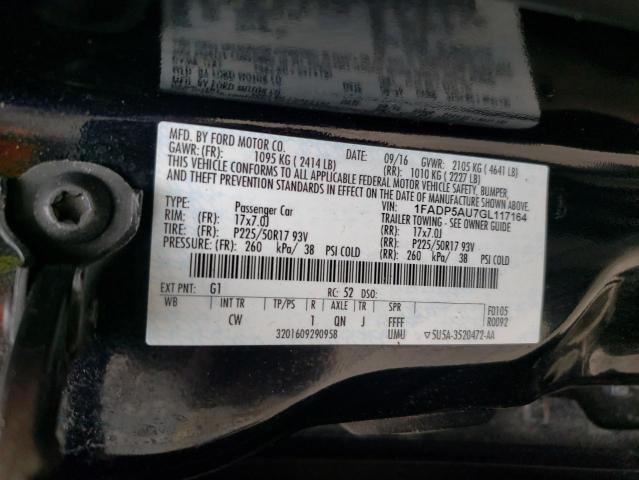 MFD. BY FORD MOTOR CO.
DATE: 09/16 GVWR: 2105 KG ( 4641 LB)
GAWR: (FR): 1095 KG ( 2414 LB) (RR): 1010 KG ( 2227 LB)
THIS VEHICLE CONFORMS TO ALL APPLICABLE FEDERAL MOTOR VEHICLE SAFETY, BUMPER,
AND THEFT PREVENTION STANDARDS IN EFFECT ON THE DATE OF MANUFACTURE SHOWN ABOVE.
VIN: 1FADP5AU7GL117164
TYPE: Passenger Car TRAILER TOWING - SEE OWNER GUIDE
RIM: (FR): 17x7.0J (RR): 17x7.0J
TIRE: (FR): P225/50R17 93V (RR): P225/50R17 93V
PRESSURE: (FR): 260 kPa/ 38 PSI COLD (RR): 260 kPa/ 38 PSI COLD
EXT PNT: G1 RC: 52 DSO:
WB INT TR TP/PS R AXLE TR SPR F0105
R0092
CW 1 QN J FFFF
3201609290958 UMU ▽5U5A-3520472-AA